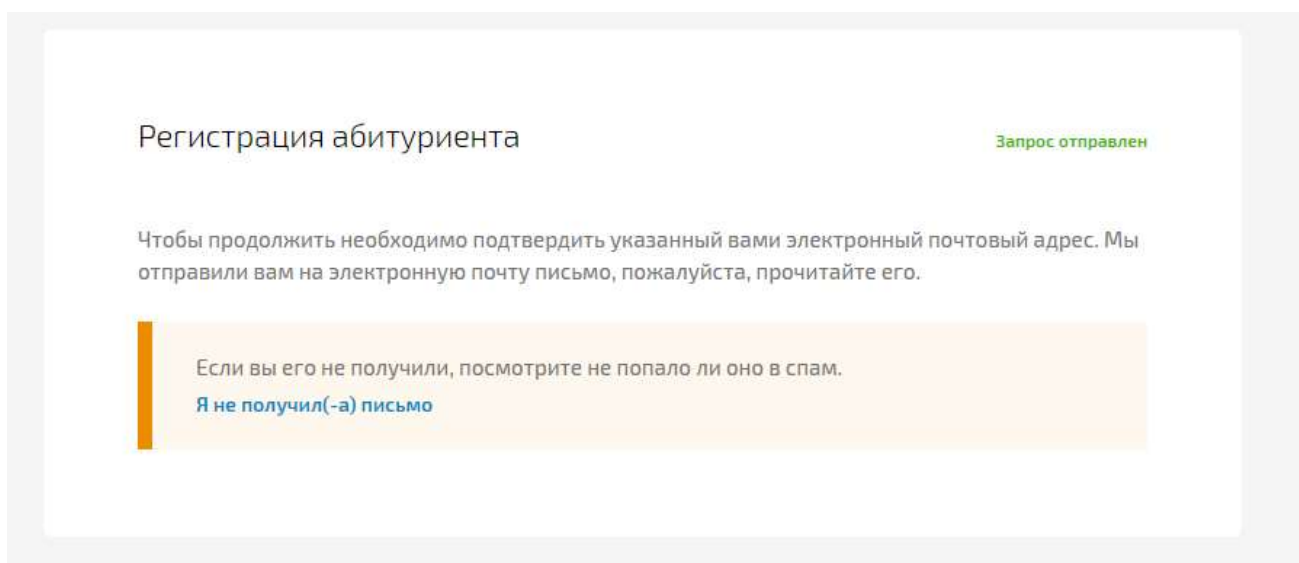 Регистрация абитуриента
Запрос отправлен
Чтобы продолжить необходимо подтвердить указанный вами электронный почтовый адрес. Мы
отправили вам на электронную почту письмо, пожалуйста, прочитайте его.
Если вы его не получили, посмотрите не попало ли оно в спам.
Я не получил(-а) письмо